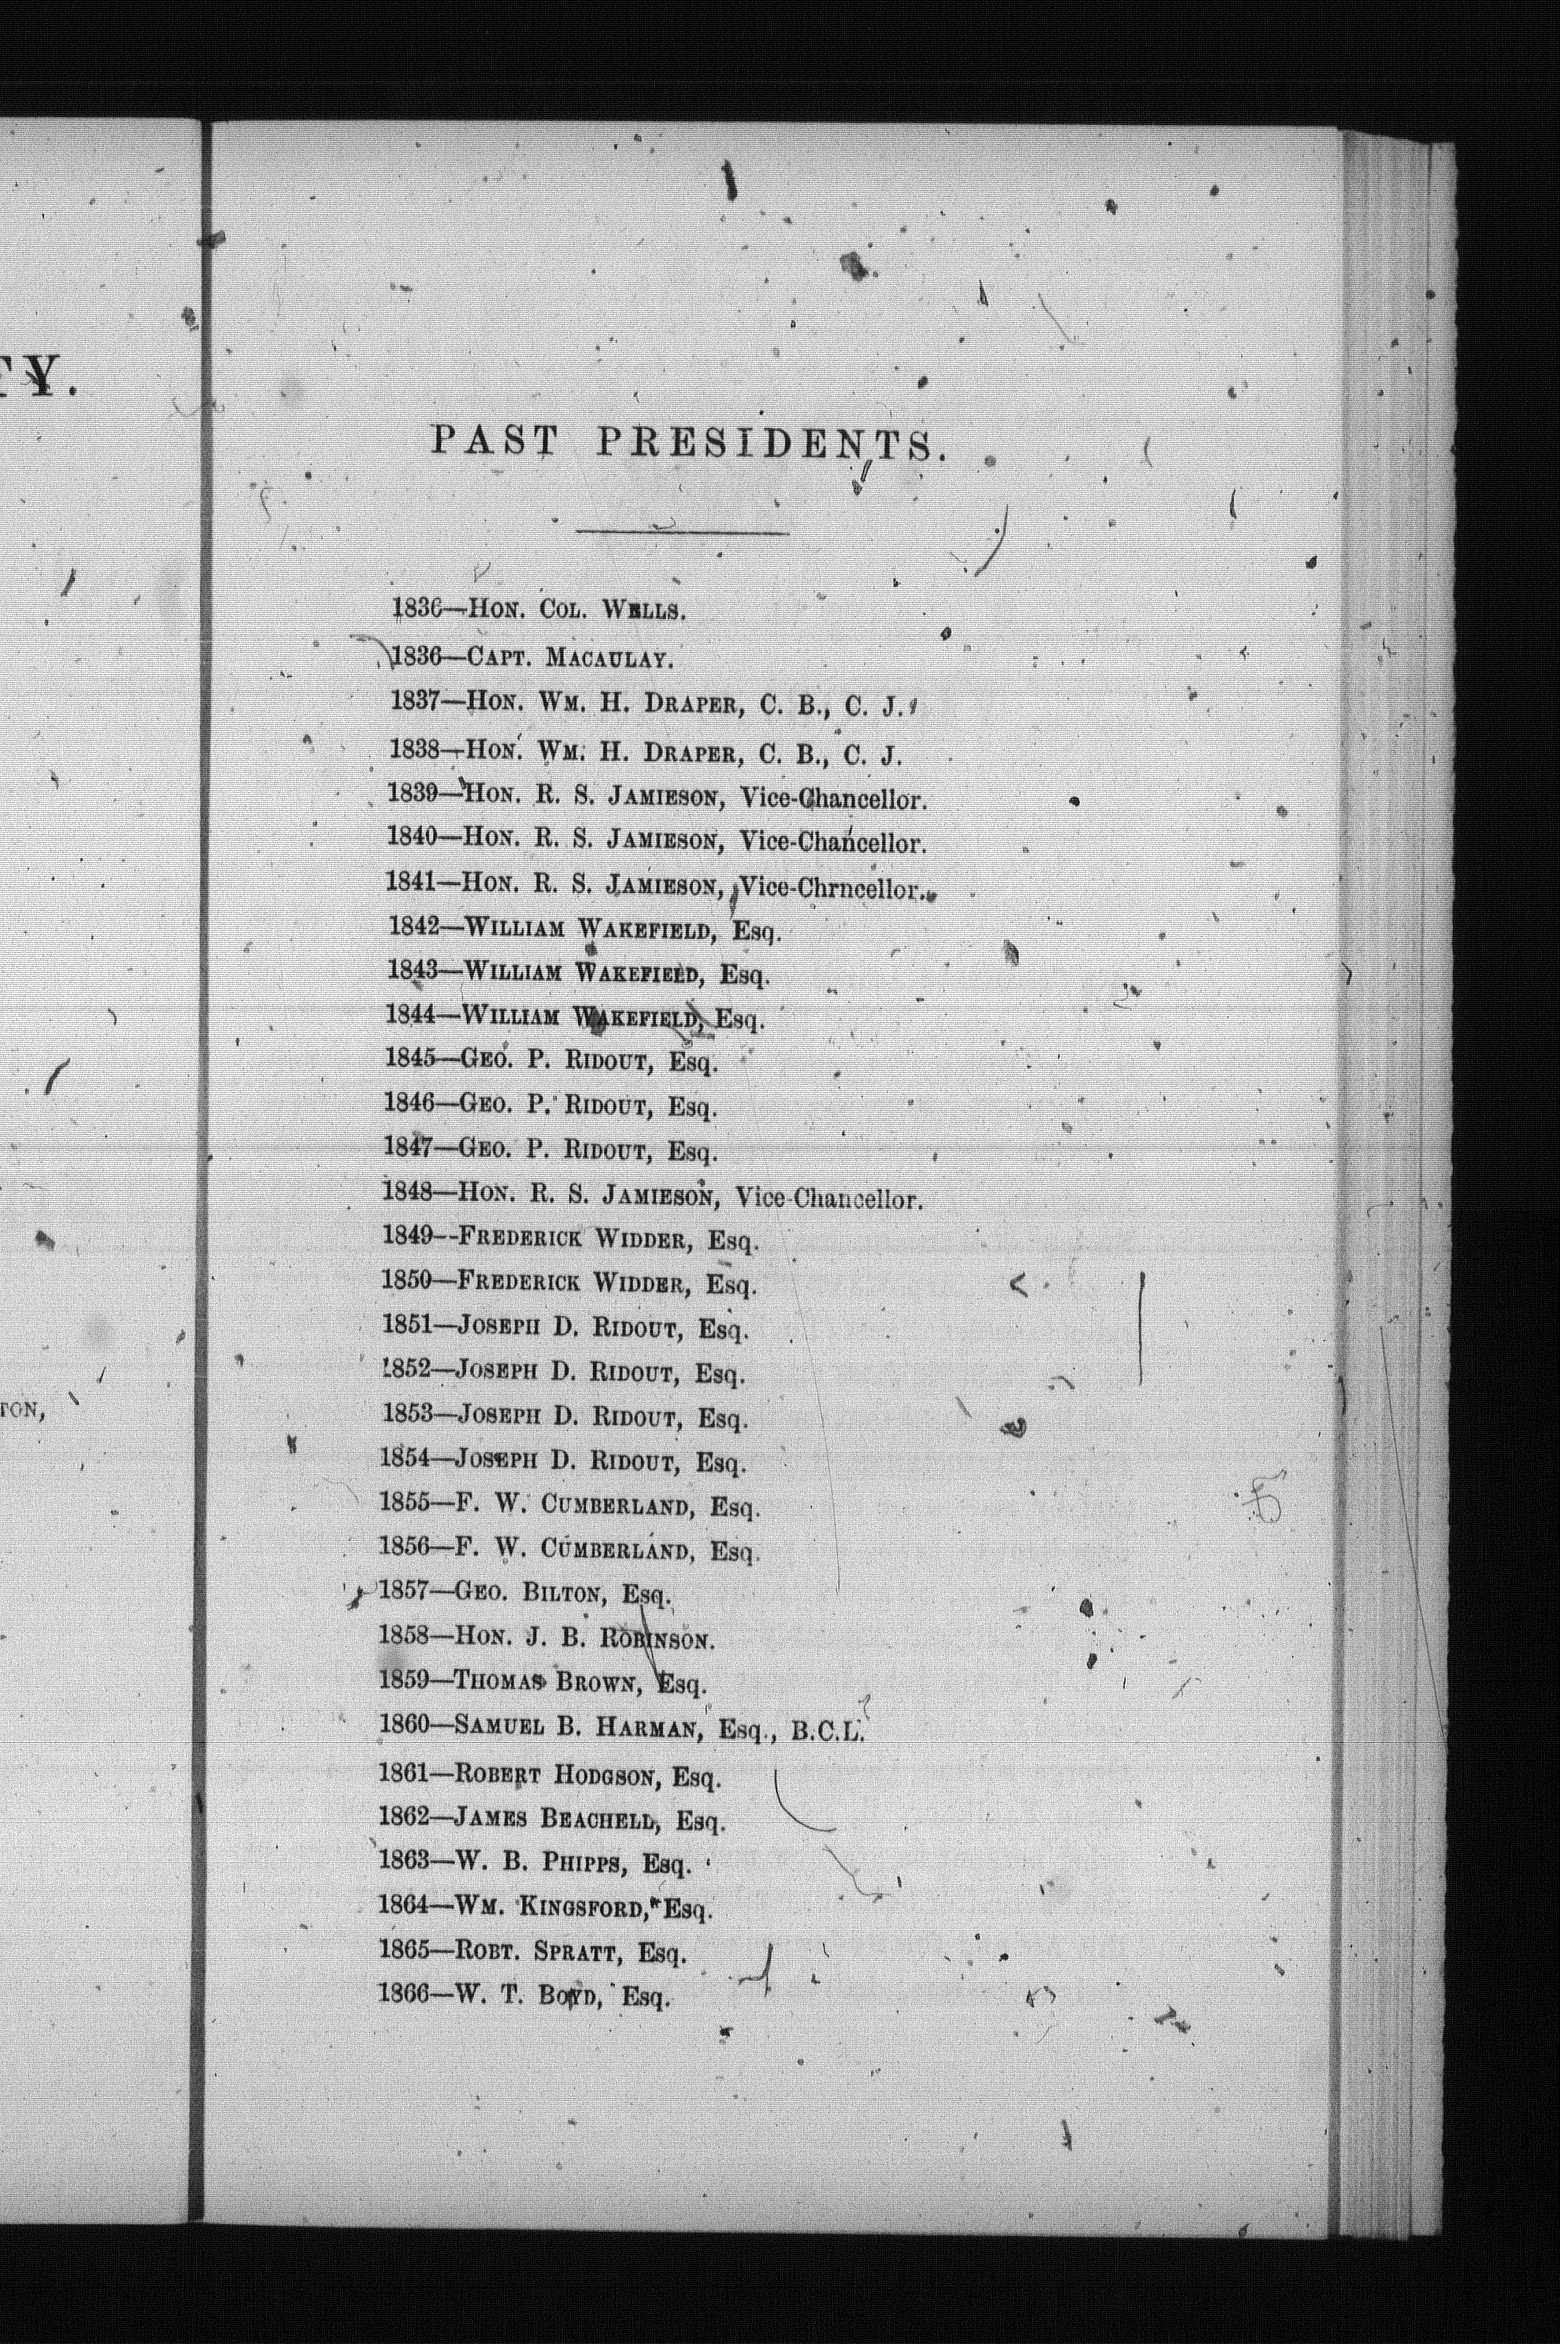 TY.
TON,
PAST PRESIDENTS.
1836—HON. COL. WELLS.
1836—CAPT. MACAULAY.
1837—HON. WM. H. DRAPER, C. B., C. J.
1838—HON. WM. H. DRAPER, C. B., C. J.
1839—HON. R. S. JAMIESON, Vice-Chancellor.
1840—HON. R. S. JAMIESON, Vice-Chancellor.
1841—HON. R. S. JAMIESON, Vice-Chrncellor.
1842—WILLIAM WAKEFIELD, Esq.
1843—WILLIAM WAKEFIELD, Esq.
1844—WILLIAM WAKEFIELD, Esq.
1845—GEO. P. RIDOUT, Esq.
1846—GEO. P. RIDOUT, Esq.
1847—GEO. P. RIDOUT, Esq.
1848—HON. R. S. JAMIESON, Vice-Chancellor.
1849--FREDERICK WIDDER, Esq.
1850—FREDERICK WIDDER, Esq.
1851—JOSEPH D. RIDOUT, Esq.
1852—JOSEPH D. RIDOUT, Esq.
1853—JOSEPH D. RIDOUT, Esq.
1854—JOSEPH D. RIDOUT, Esq.
1855—F. W. CUMBERLAND, Esq.
1856—F. W. CUMBERLAND, Esq.
1857—GEO. BILTON, Esq.
1858—HON. J. B. ROBINSON.
1859—THOMAS BROWN, Esq.
1860—SAMUEL B. HARMAN, Esq., B.C.L.
1861—ROBERT HODGSON, Esq.
1862—JAMES BEACHELL, Esq.
1863—W. B. PHIPPS, Esq.
1864—WM. KINGSFORD, Esq.
1865—ROBT. SPRATT, Esq.
1866—W. T. BOYD, Esq.